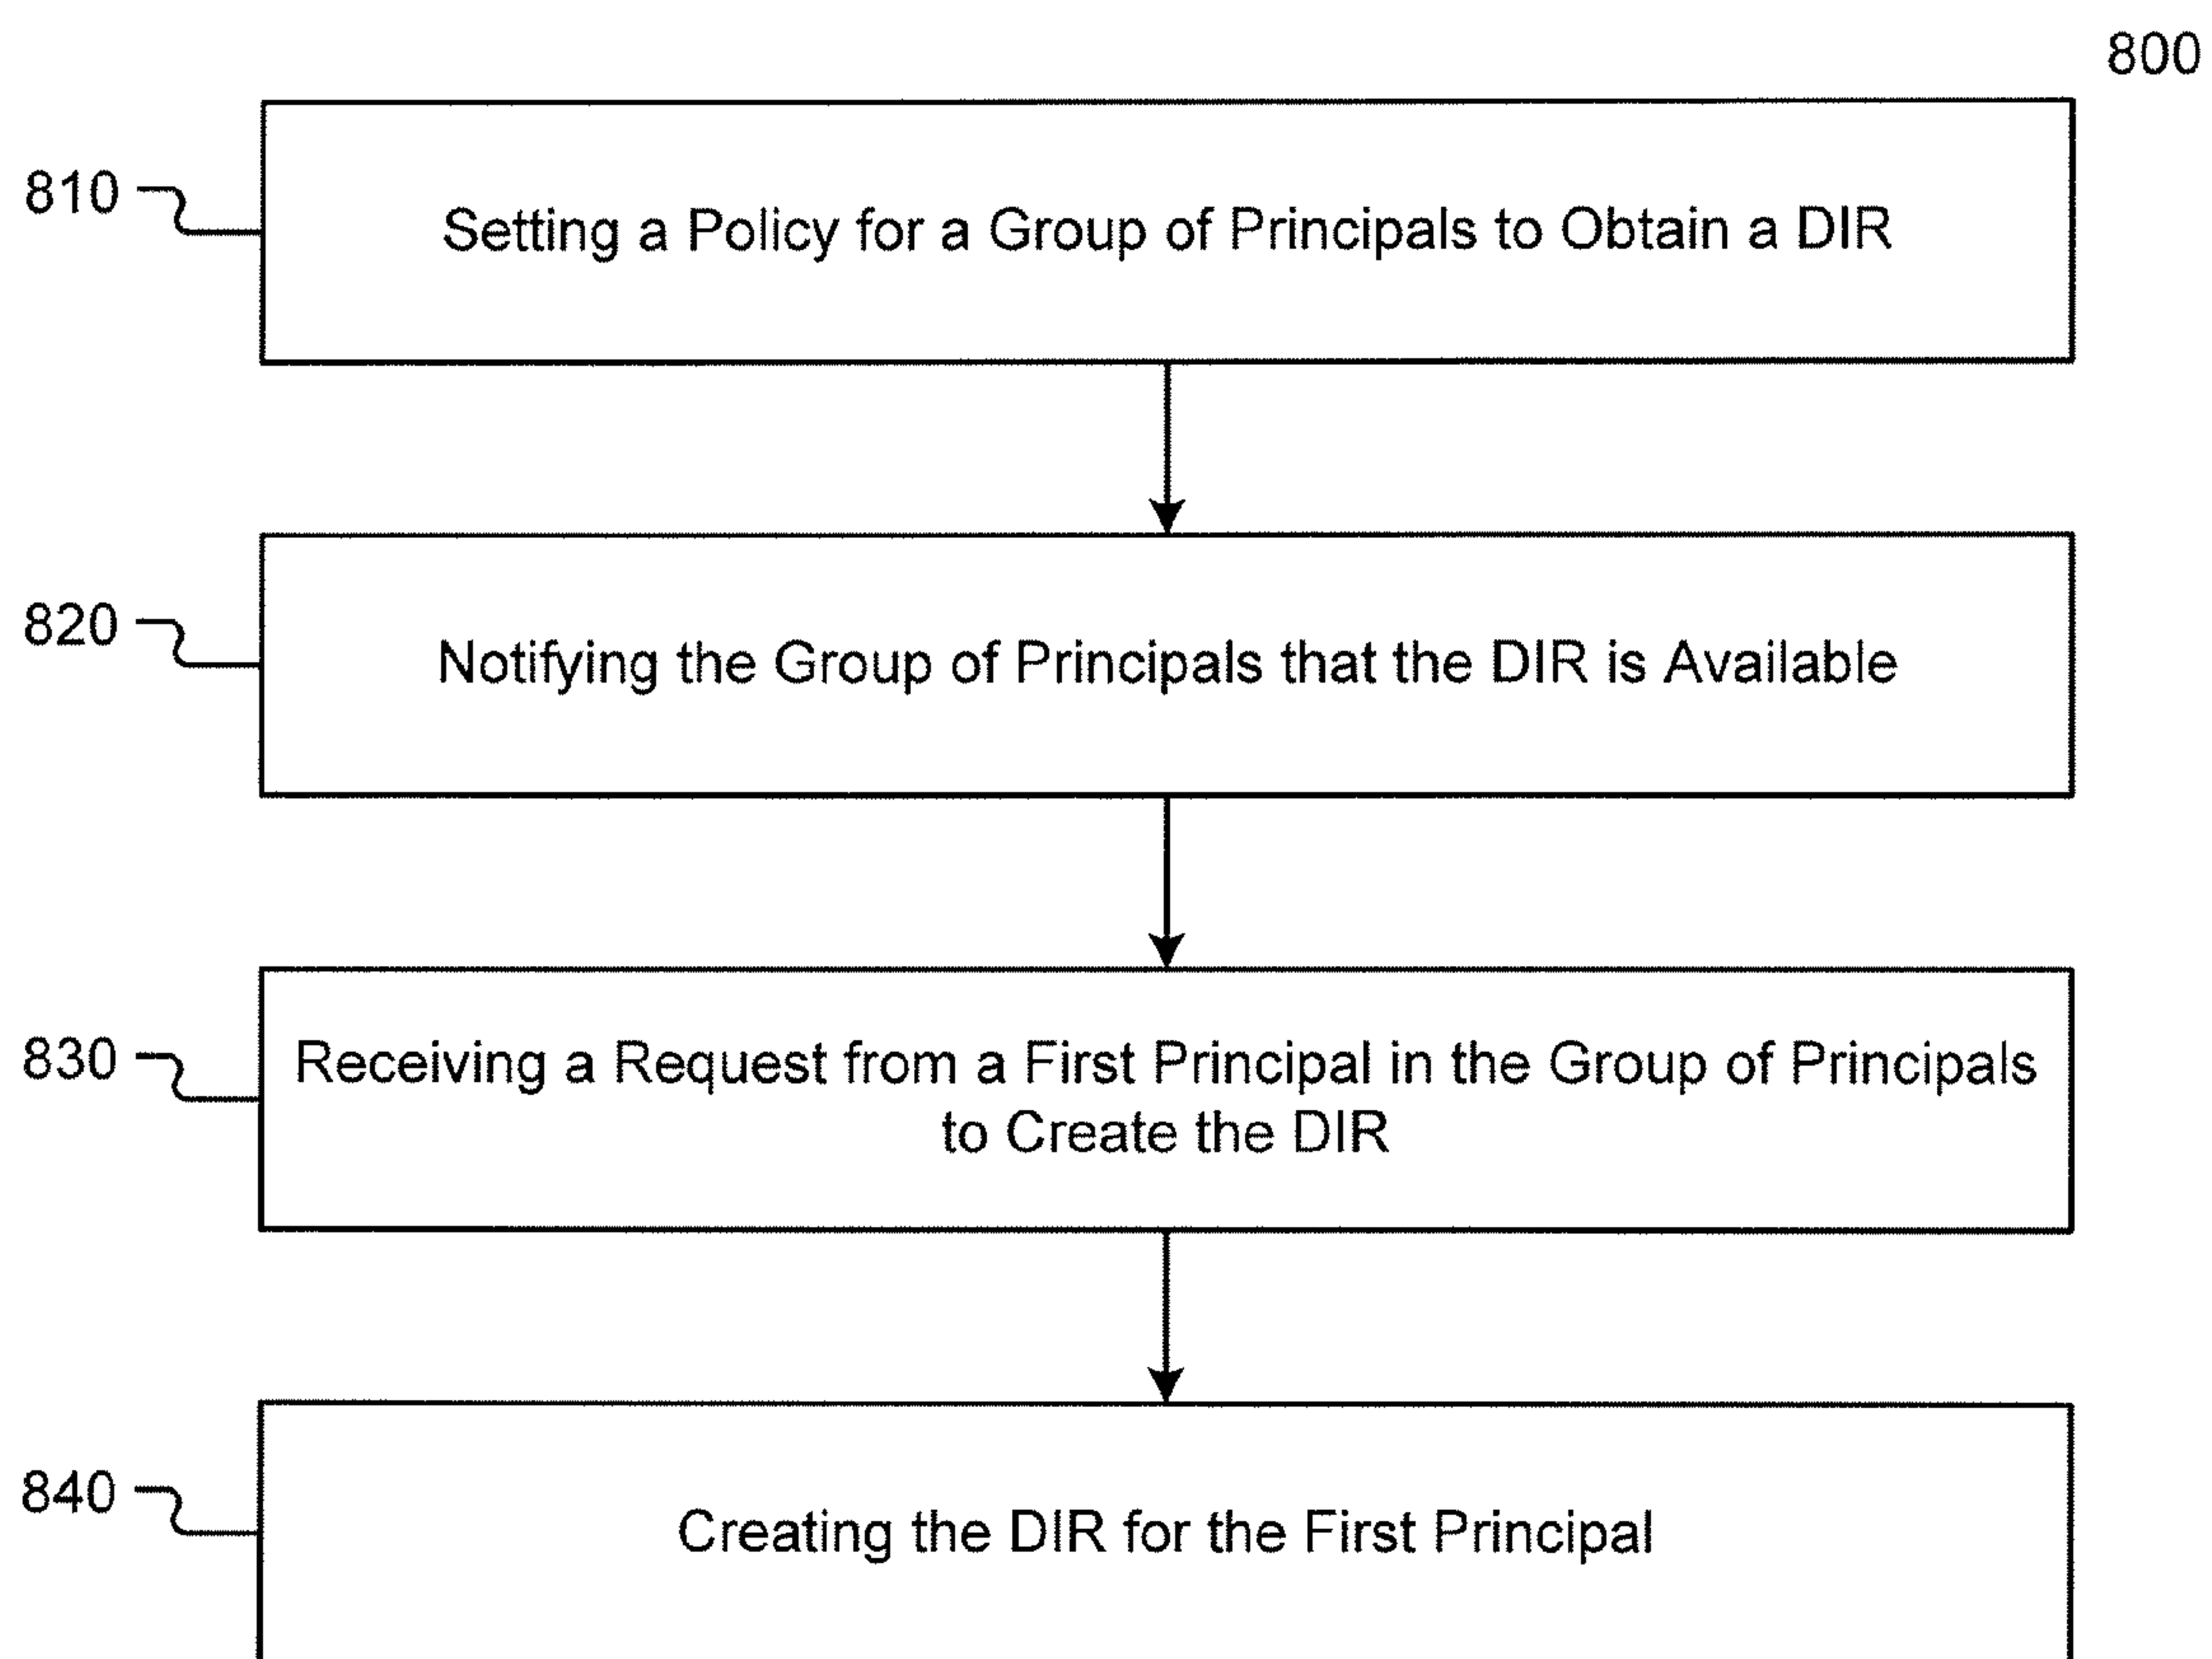 800
810
Setting a Policy for a Group of Principals to Obtain a DIR
820
Notifying the Group of Principals that the DIR is Available
830
Receiving a Request from a First Principal in the Group of Principals
to Create the DIR
840
Creating the DIR for the First Principal